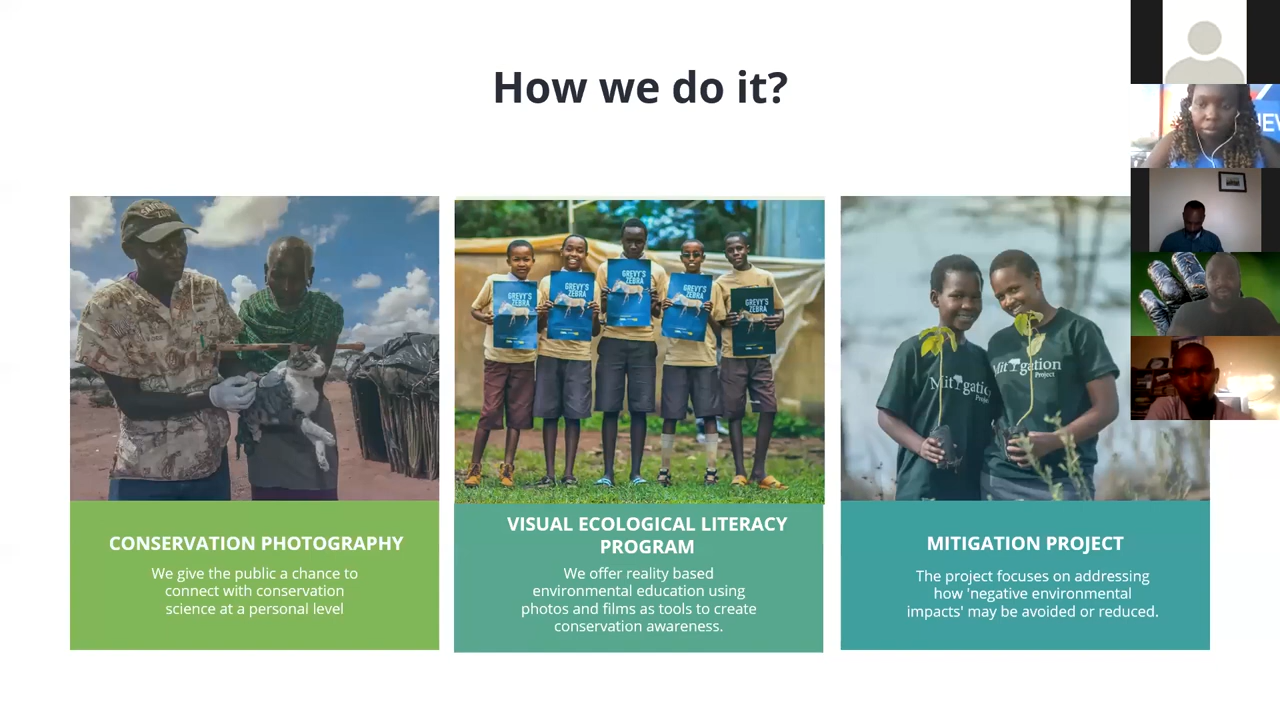 How we do it?
GREVY'S
ZEBRA
GREVY'S
ZEBRA
GREVY'S
ZEBRA
GREVY'S
ZEBRA
GREVY'S
ZEBRA
Mitigation
Project
CONSERVATION PHOTOGRAPHY
We give the public a chance to
connect with conservation
science at a personal level
VISUAL ECOLOGICAL LITERACY
PROGRAM
We offer reality based
environmental education using
photos and films as tools to create
conservation awareness.
MITIGATION PROJECT
The project focuses on addressing
how 'negative environmental
impacts' may be avoided or reduced.